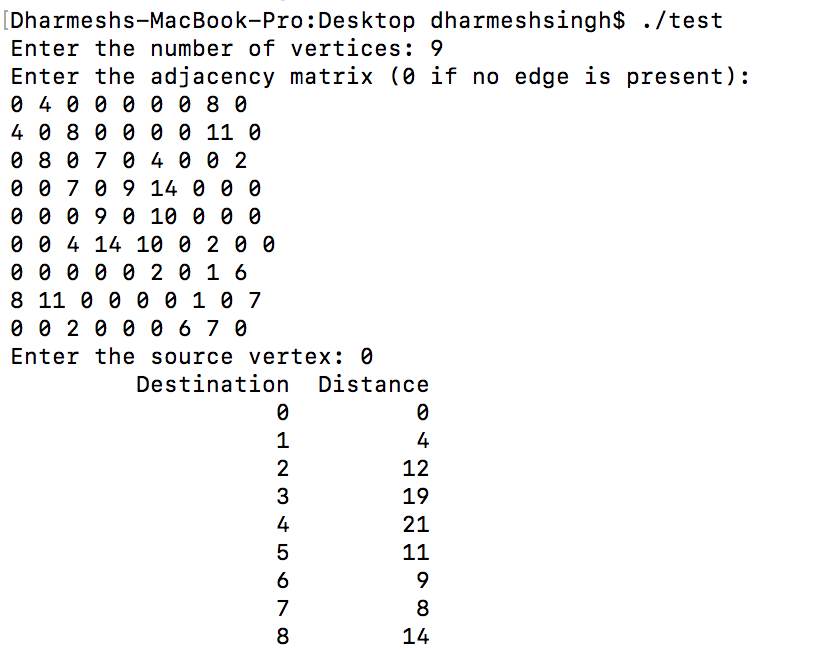 [Dharmeshs-MacBook-Pro:Desktop dharmeshsingh$ ./test
Enter the number of vertices: 9
Enter the adjacency matrix (0 if no edge is present):
0 4 0 0 0 0 0 8 0
4 0 8 0 0 0 0 11 0
0 8 0 7 0 4 0 0 2
0 0 7 0 9 14 0 0 0
0 0 0 9 0 10 0 0 0
0 0 4 14 10 0 2 0 0
0 0 0 0 0 2 0 1 6
8 11 0 0 0 0 1 0 7
0 0 2 0 0 0 6 7 0
Enter the source vertex: 0
Destination Distance
0 0
1 4
2 12
3 19
4 21
5 11
6 9
7 8
8 14